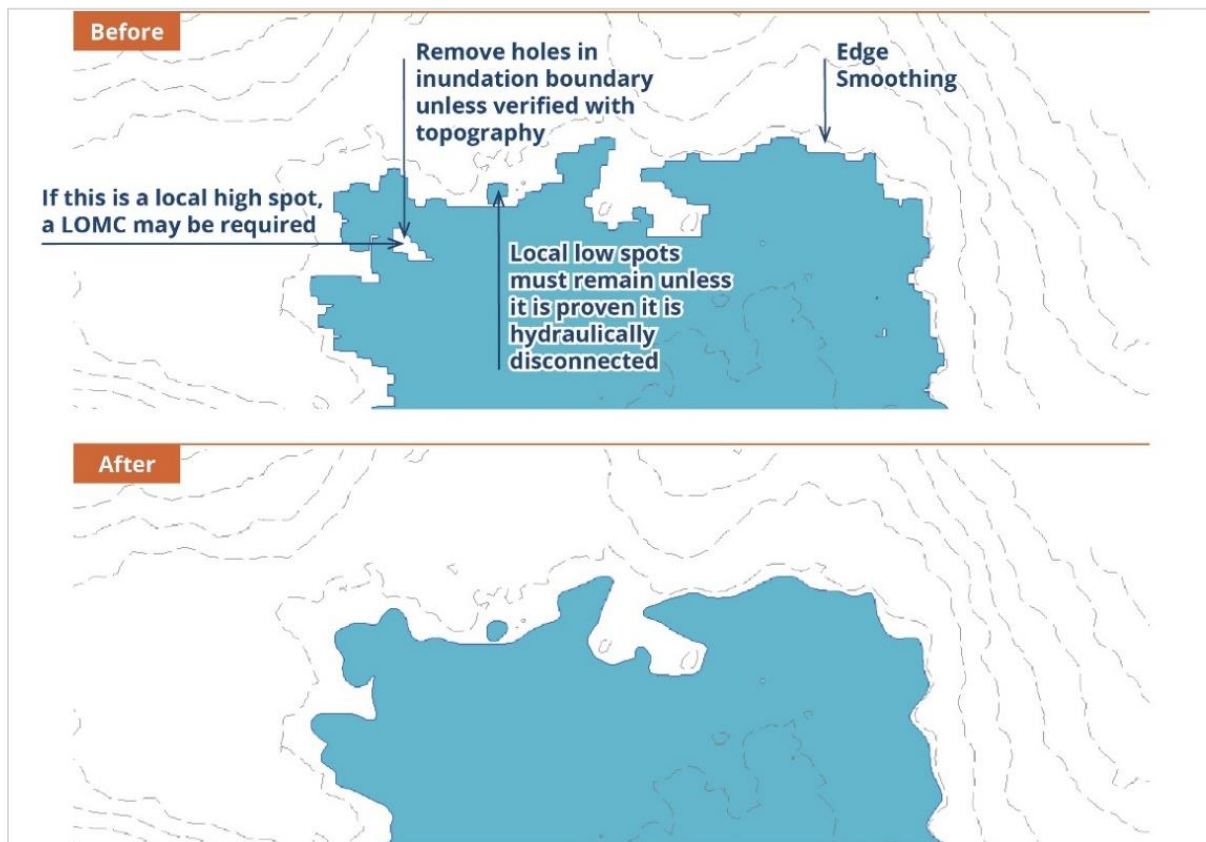 Before
Remove holes in
inundation boundary
unless verified with
topography
Edge
Smoothing
If this is a local high spot,
a LOMC may be required
Local low spots
must remain unless
it is proven it is
hydraulically
disconnected
After